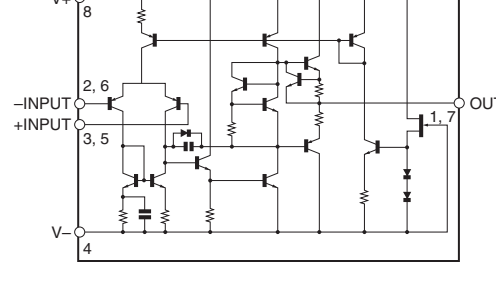 V+
8
2, 6
–INPUT
+INPUT
3, 5
OUT
1, 7
V–
4